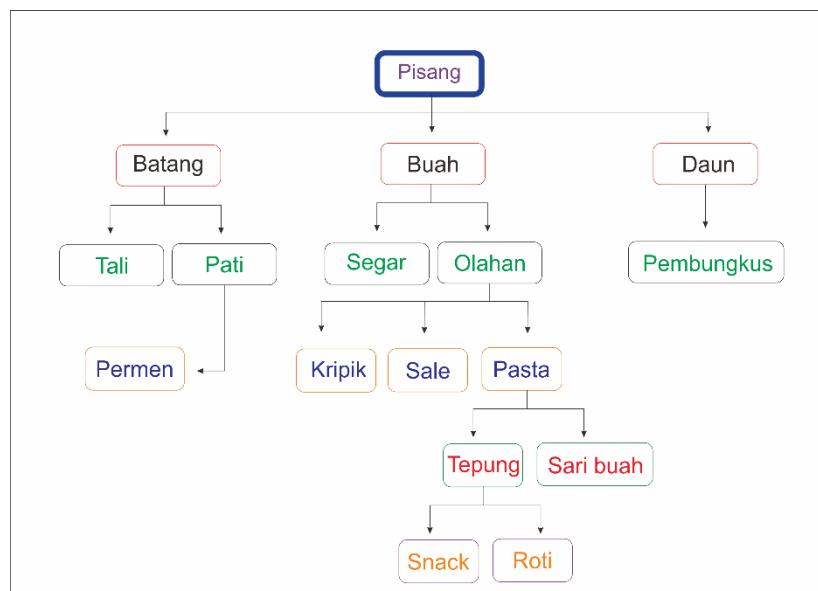 Pisang
Batang
Buah
Daun
Tali
Pati
Segar
Olahan
Pembungkus
Permen
Kripik
Sale
Pasta
Tepung
Sari buah
Snack
Roti